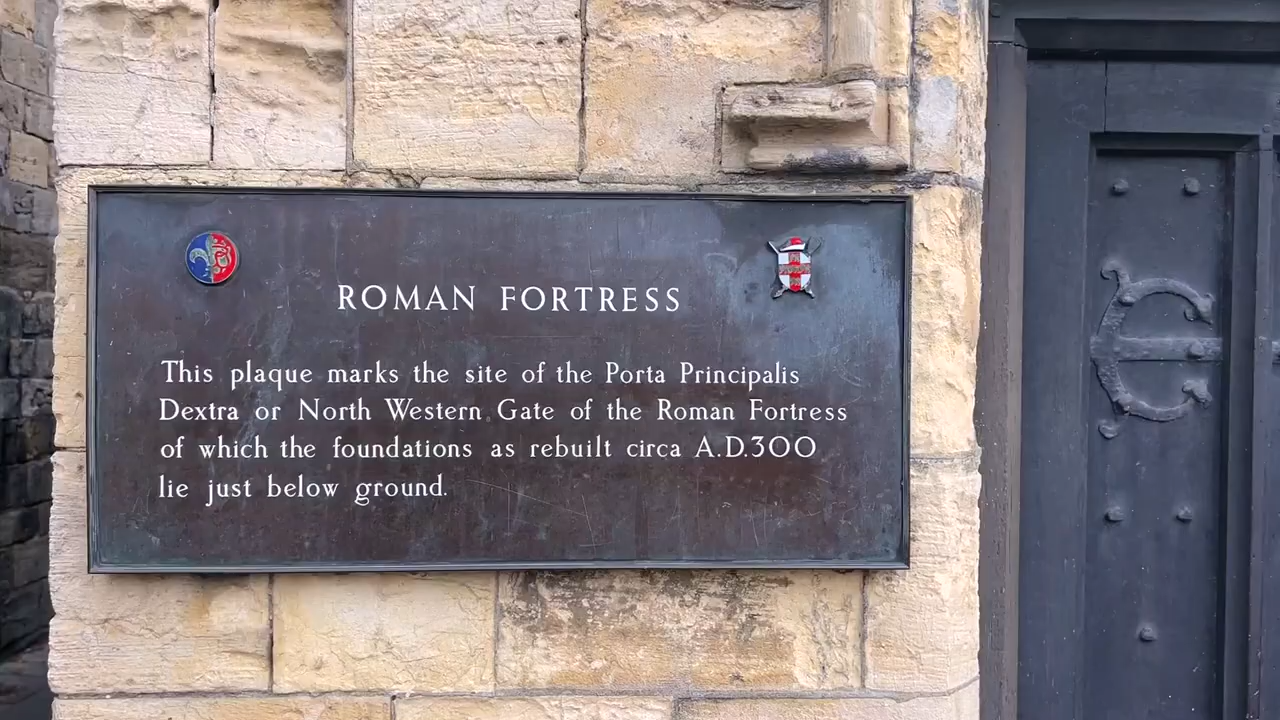 ROMAN FORTRESS
This plaque marks the site of the Porta Principalis
Dextra or North Western Gate of the Roman Fortress
of which the foundations as rebuilt circa A.D.300
lie just below ground.